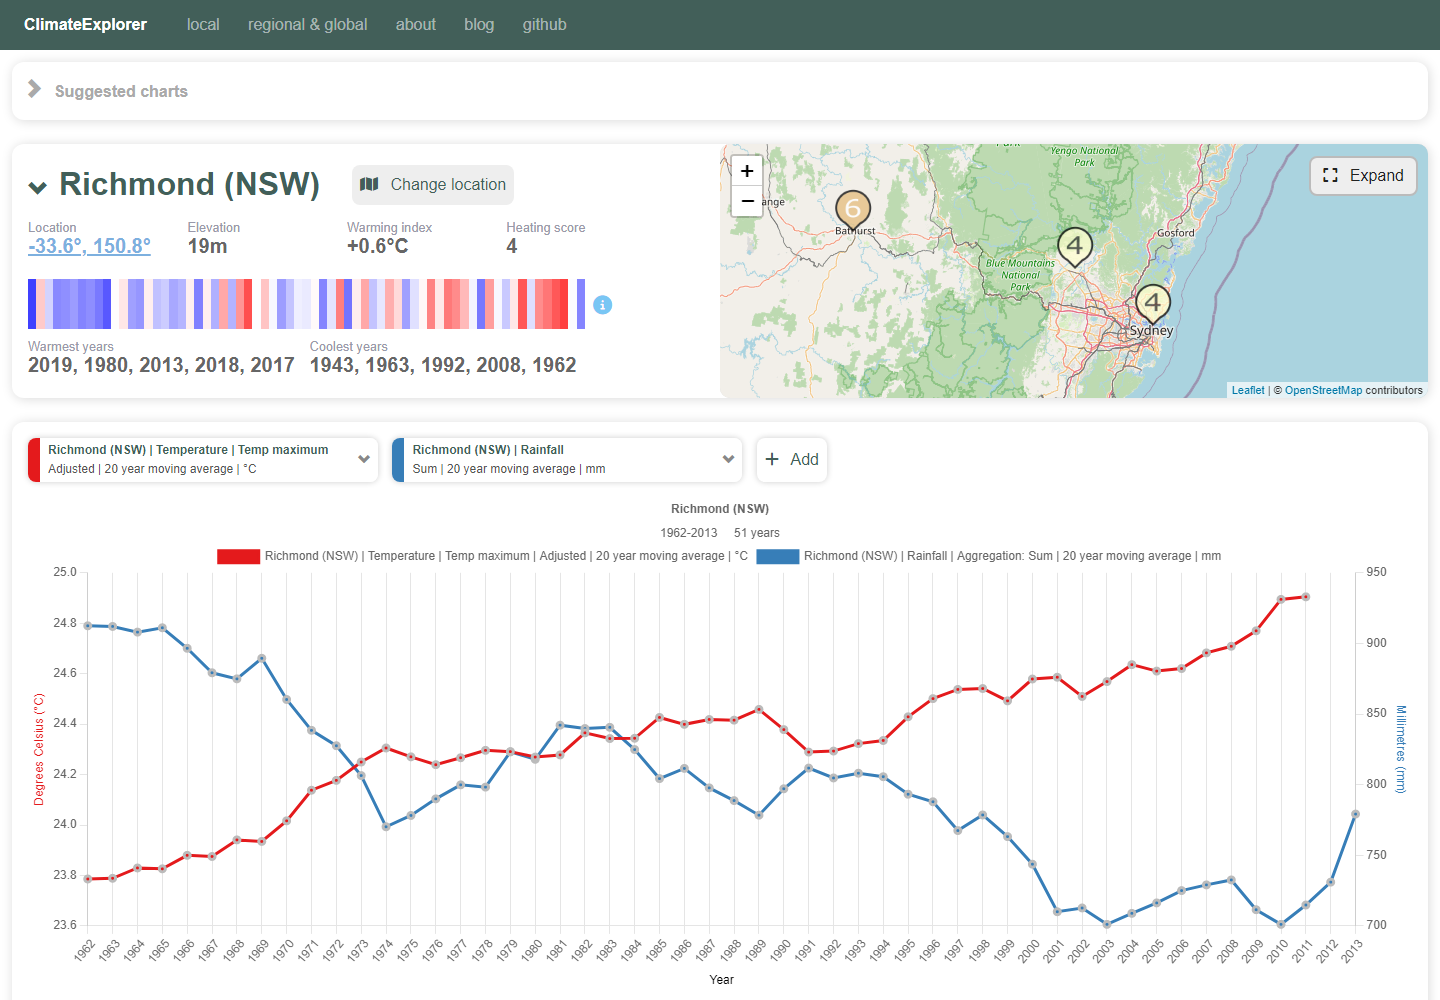 ClimateExplorer local regional & global about blog github
Suggested charts
Richmond (NSW)
Change location
Location Elevation Warming index Heating score
-33.6°, 150.8° 19m +0.6°C 4
Warmest years Coolest years
2019, 1980, 2013, 2018, 2017 1943, 1963, 1992, 2008, 1962
+
−
Expand
Park
Yengo National
Park
ange
6
Bathurst
4
Gosford
Blue Mountains
National
Park
4
Sydney
Leaflet | © OpenStreetMap contributors
Richmond (NSW) | Temperature | Temp maximum
Adjusted | 20 year moving average | °C
Richmond (NSW) | Rainfall
Sum | 20 year moving average | mm
+ Add
Richmond (NSW)
1962-2013 51 years
Richmond (NSW) | Temperature | Temp maximum | Adjusted | 20 year moving average | °C
Richmond (NSW) | Rainfall | Aggregation: Sum | 20 year moving average | mm
25.0
24.8
24.6
24.4
24.2
24.0
23.8
23.6
Degrees Celsius (°C)
950
900
850
800
750
700
Millimetres (mm)
1962 1963 1964 1965 1966 1967 1968 1969 1970 1971 1972 1973 1974 1975 1976 1977 1978 1979 1980 1981 1982 1983 1984 1985 1986 1987 1988 1989 1990 1991 1992 1993 1994 1995 1996 1997 1998 1999 2000 2001 2002 2003 2004 2005 2006 2007 2008 2009 2010 2011 2012 2013
Year